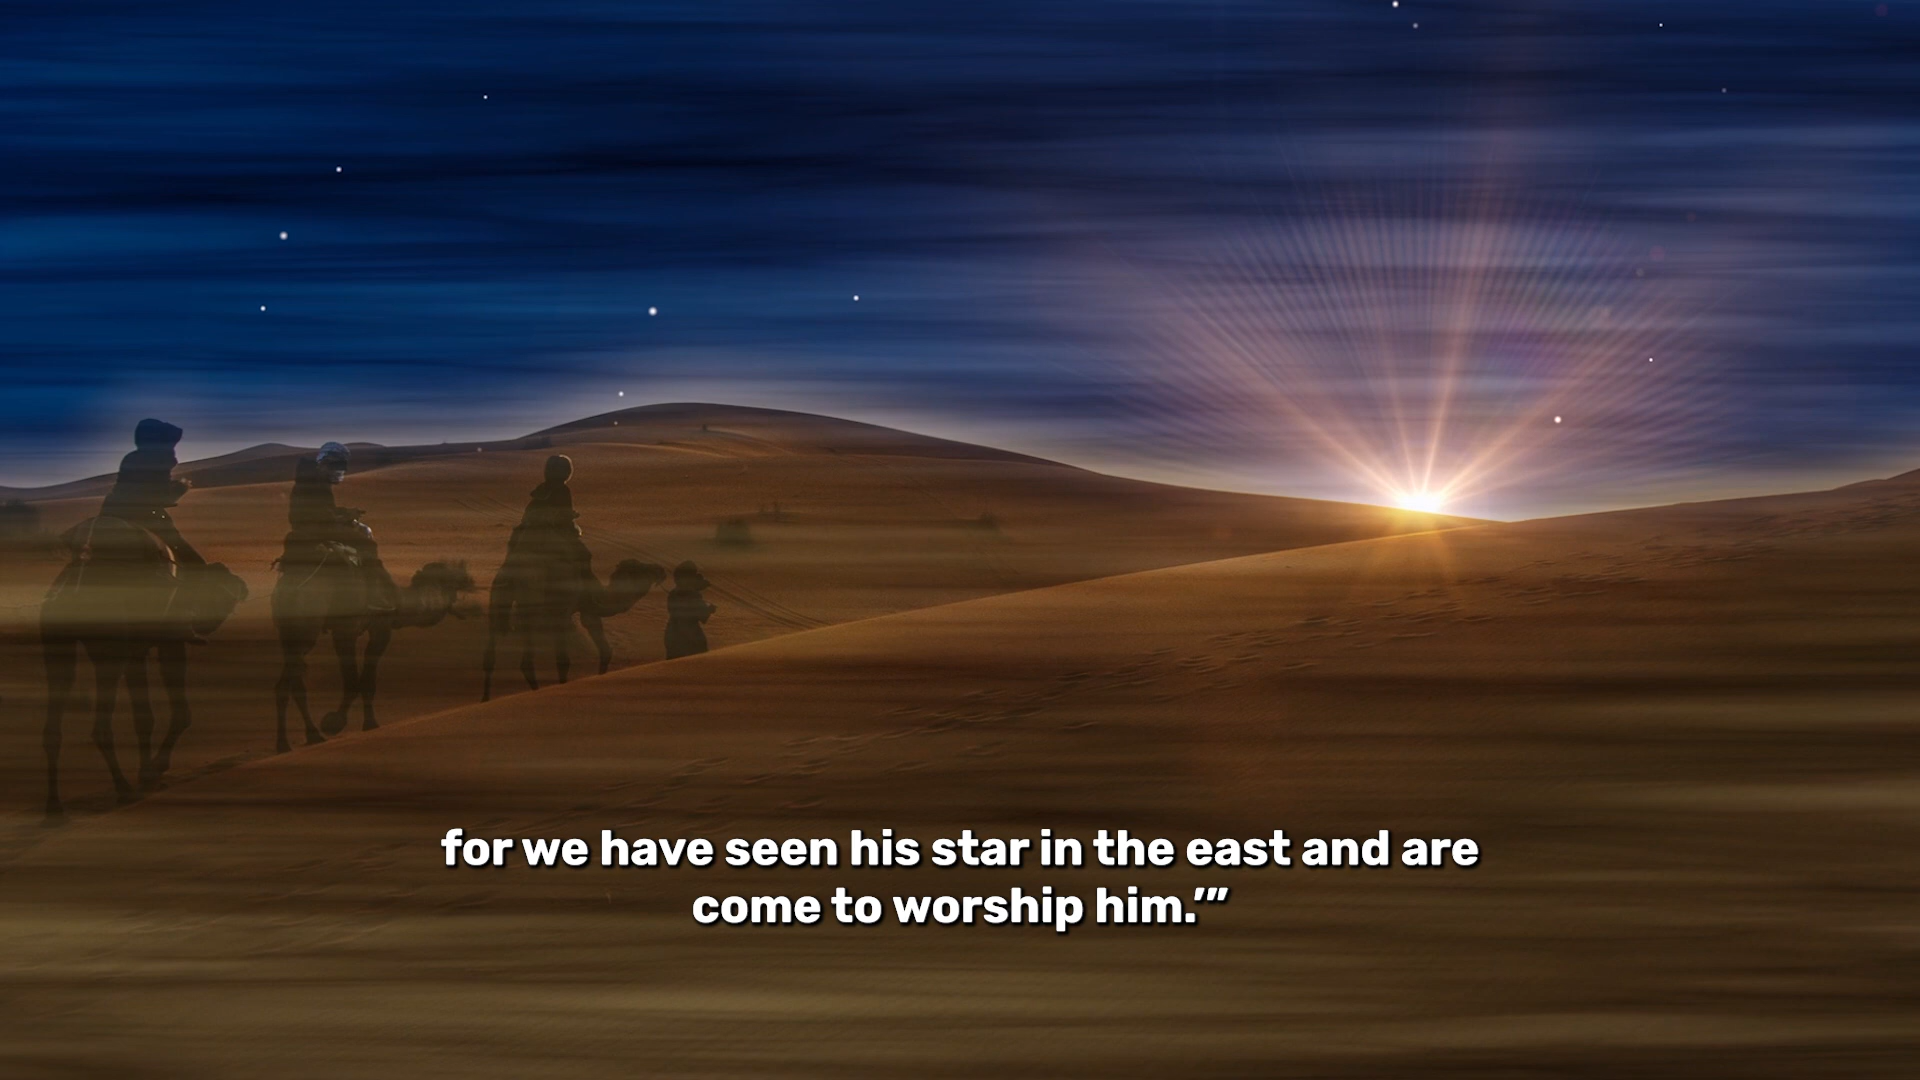 for we have seen his star in the east and are
come to worship him.’”